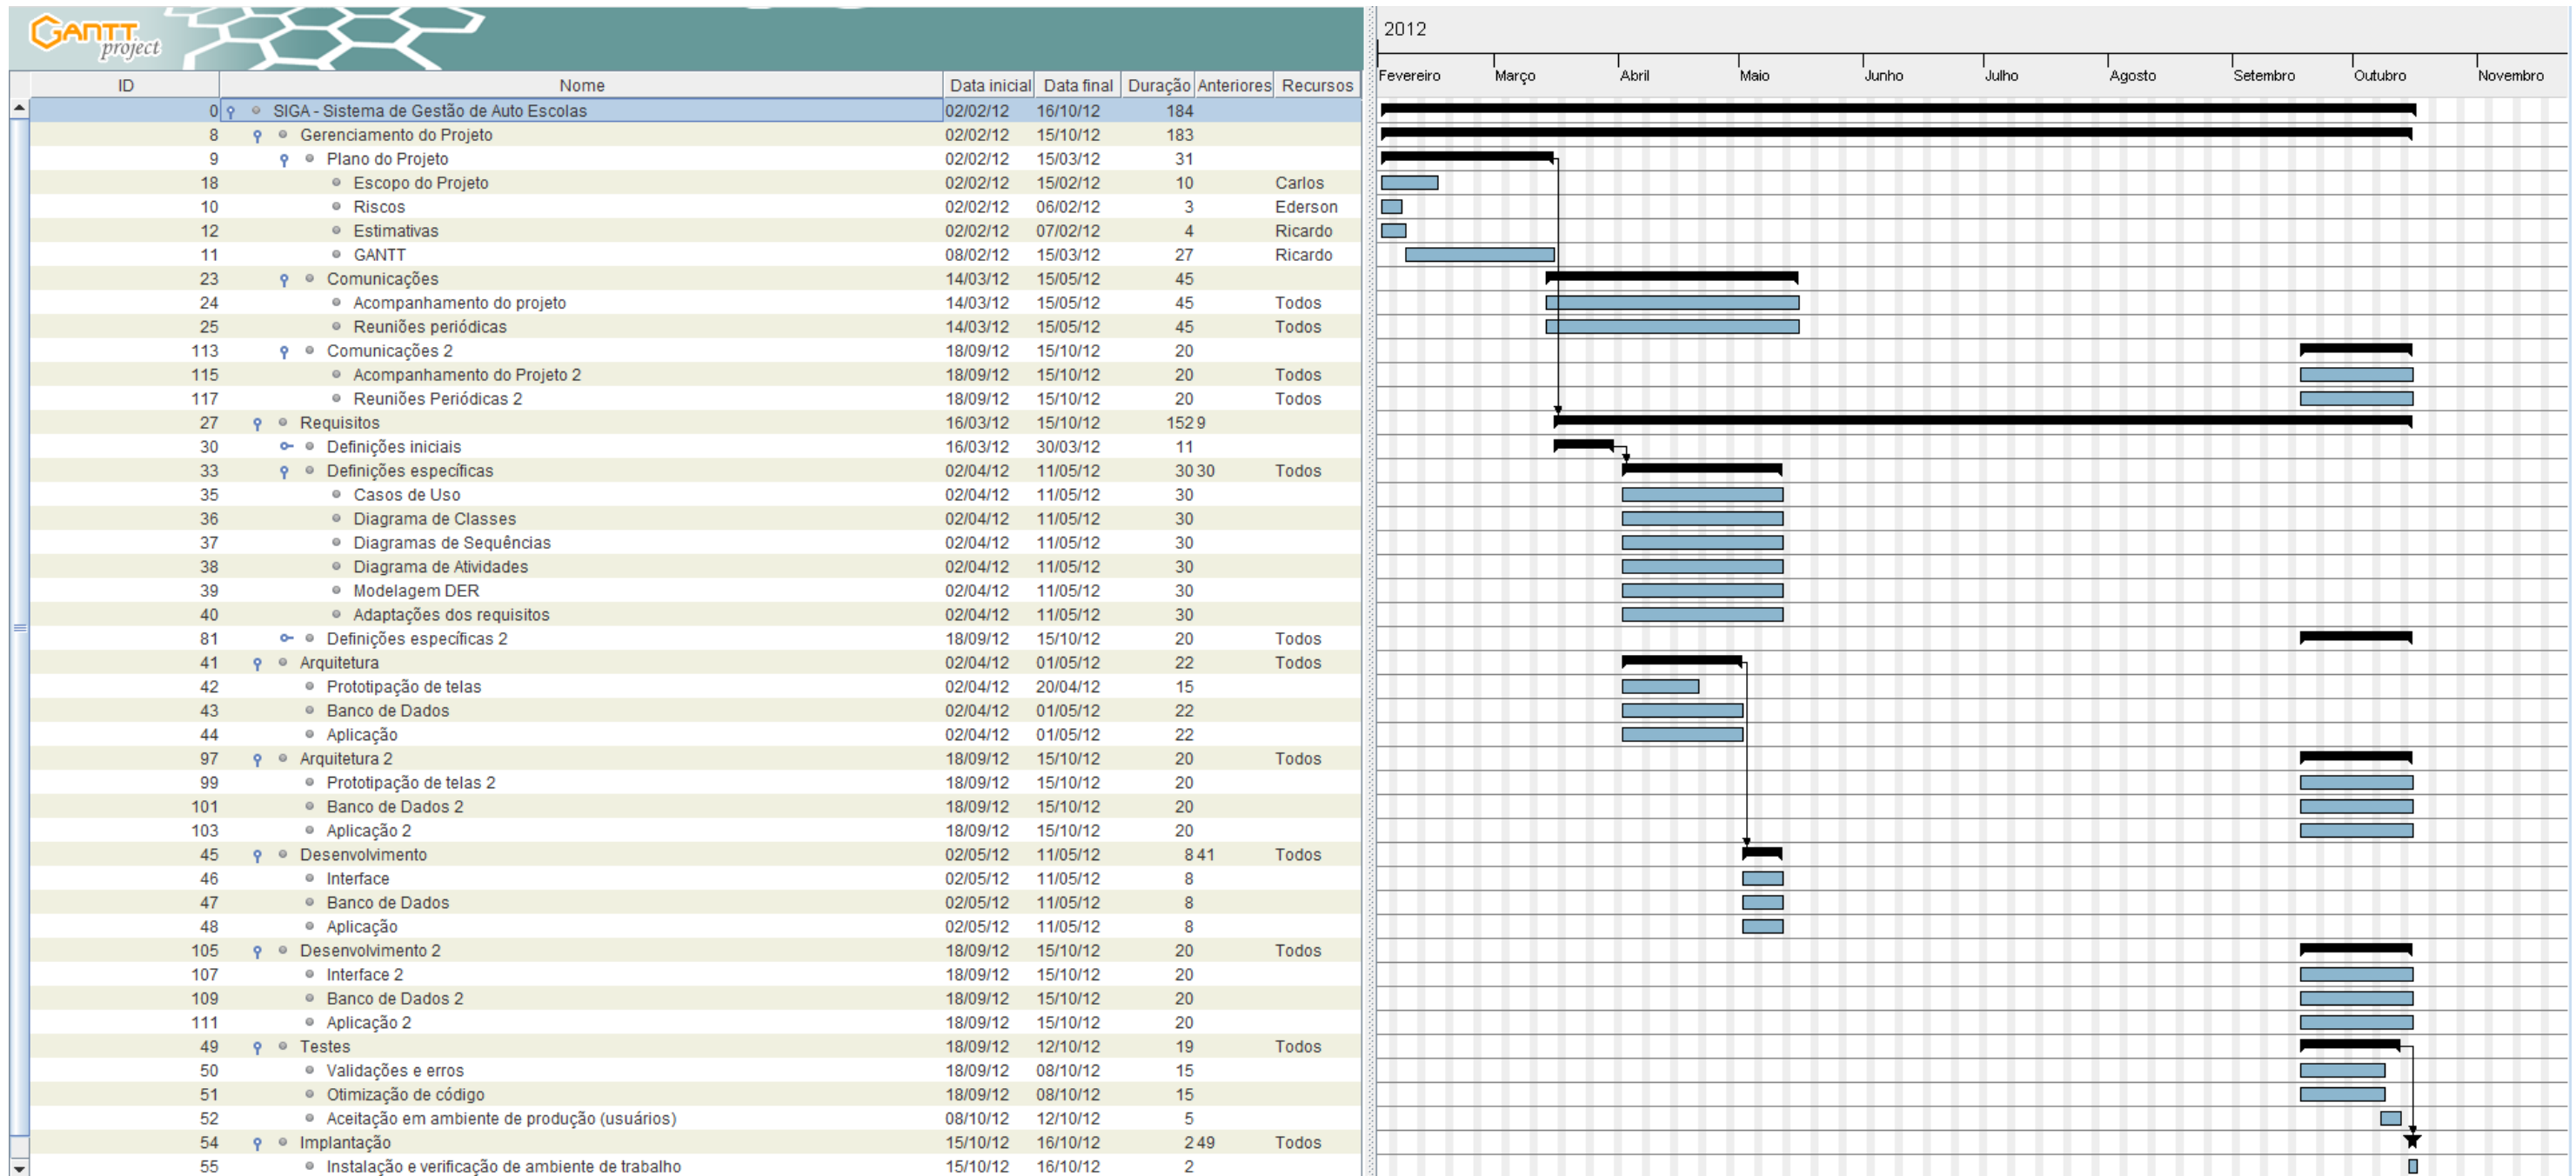 GANTT project
2012
Fevereiro Março Abril Maio Junho Julho Agosto Setembro Outubro Novembro
ID Nome Data inicial Data final Duração Anteriores Recursos
0 SIGA - Sistema de Gestão de Auto Escolas 02/02/12 16/10/12 184
8 Gerenciamento do Projeto 02/02/12 15/10/12 183
9 Plano do Projeto 02/02/12 15/03/12 31
18 Escopo do Projeto 02/02/12 15/02/12 10 Carlos
10 Riscos 02/02/12 06/02/12 3 Ederson
12 Estimativas 02/02/12 07/02/12 4 Ricardo
11 GANTT 08/02/12 15/03/12 27 Ricardo
23 Comunicações 14/03/12 15/05/12 45
24 Acompanhamento do projeto 14/03/12 15/05/12 45 Todos
25 Reuniões periódicas 14/03/12 15/05/12 45 Todos
113 Comunicações 2 18/09/12 15/10/12 20
115 Acompanhamento do Projeto 2 18/09/12 15/10/12 20 Todos
117 Reuniões Periódicas 2 18/09/12 15/10/12 20 Todos
27 Requisitos 16/03/12 15/10/12 152 9
30 Definições iniciais 16/03/12 30/03/12 11
33 Definições específicas 02/04/12 11/05/12 30 30 Todos
35 Casos de Uso 02/04/12 11/05/12 30
36 Diagrama de Classes 02/04/12 11/05/12 30
37 Diagramas de Sequências 02/04/12 11/05/12 30
38 Diagrama de Atividades 02/04/12 11/05/12 30
39 Modelagem DER 02/04/12 11/05/12 30
40 Adaptações dos requisitos 02/04/12 11/05/12 30
81 Definições específicas 2 18/09/12 15/10/12 20 Todos
41 Arquitetura 02/04/12 01/05/12 22 Todos
42 Prototipação de telas 02/04/12 20/04/12 15
43 Banco de Dados 02/04/12 01/05/12 22
44 Aplicação 02/04/12 01/05/12 22
97 Arquitetura 2 18/09/12 15/10/12 20 Todos
99 Prototipação de telas 2 18/09/12 15/10/12 20
101 Banco de Dados 2 18/09/12 15/10/12 20
103 Aplicação 2 18/09/12 15/10/12 20
45 Desenvolvimento 02/05/12 11/05/12 8 41 Todos
46 Interface 02/05/12 11/05/12 8
47 Banco de Dados 02/05/12 11/05/12 8
48 Aplicação 02/05/12 11/05/12 8
105 Desenvolvimento 2 18/09/12 15/10/12 20 Todos
107 Interface 2 18/09/12 15/10/12 20
109 Banco de Dados 2 18/09/12 15/10/12 20
111 Aplicação 2 18/09/12 15/10/12 20
49 Testes 18/09/12 12/10/12 19 Todos
50 Validações e erros 18/09/12 08/10/12 15
51 Otimização de código 18/09/12 08/10/12 15
52 Aceitação em ambiente de produção (usuários) 08/10/12 12/10/12 5
54 Implantação 15/10/12 16/10/12 2 49 Todos
55 Instalação e verificação de ambiente de trabalho 15/10/12 16/10/12 2